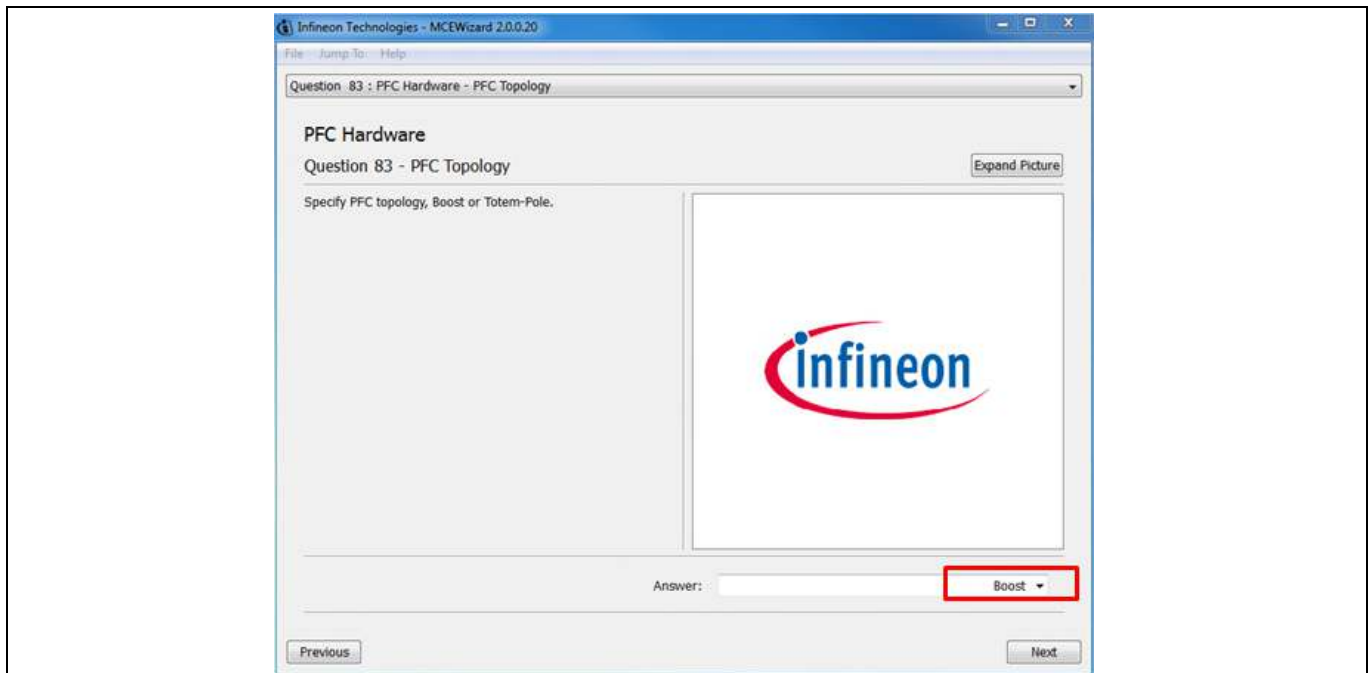 Infineon Technologies - MCEWizard 2.0.0.20
File Jump To Help
Question 83 : PFC Hardware - PFC Topology
PFC Hardware
Question 83 - PFC Topology
Expand Picture
Specify PFC topology, Boost or Totem-Pole.
infineon
Answer:
Boost
Previous
Next